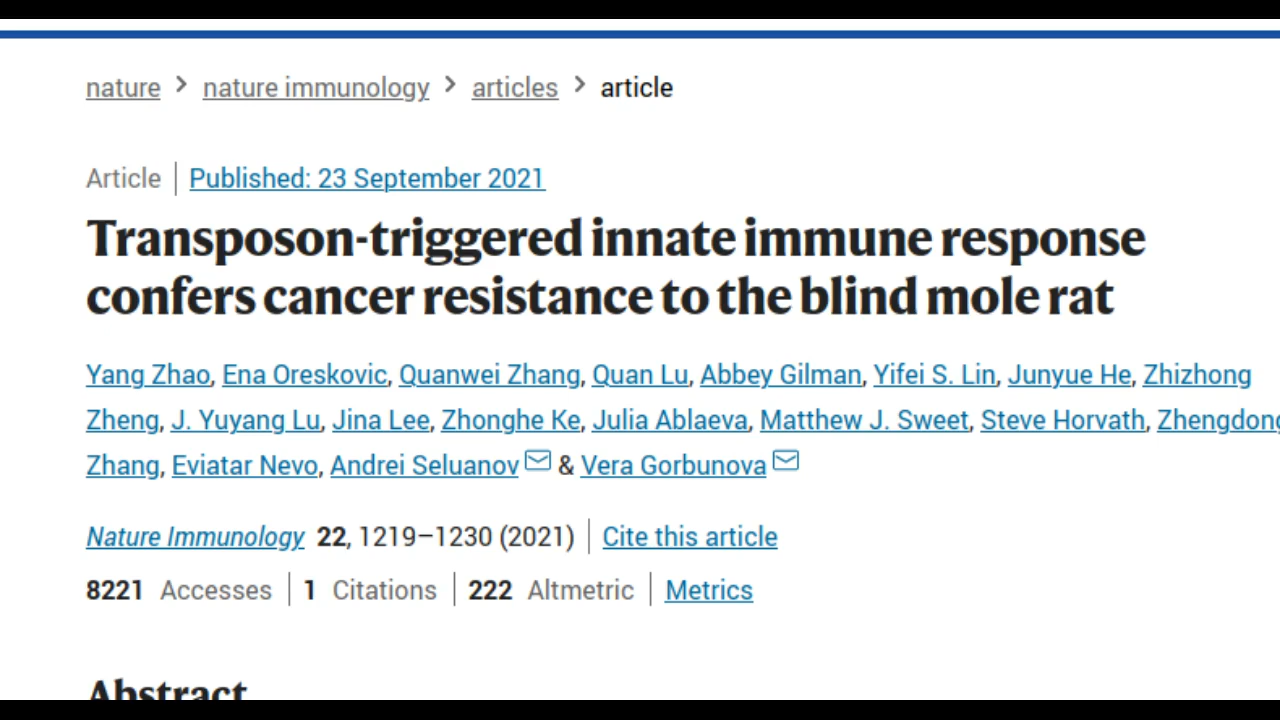 nature > nature immunology > articles > article
Article | Published: 23 September 2021
Transposon-triggered innate immune response
confers cancer resistance to the blind mole rat
Yang Zhao, Ena Oreskovic, Quanwei Zhang, Quan Lu, Abbey Gilman, Yifei S. Lin, Junyue He, Zhizhong
Zheng, J. Yuyang Lu, Jina Lee, Zhonghe Ke, Julia Ablaeva, Matthew J. Sweet, Steve Horvath, Zhengdong
Zhang, Eviatar Nevo, Andrei Seluanov & Vera Gorbunova
Nature Immunology 22, 1219–1230 (2021) | Cite this article
8221 Accesses | 1 Citations | 222 Altmetric | Metrics
Abstract